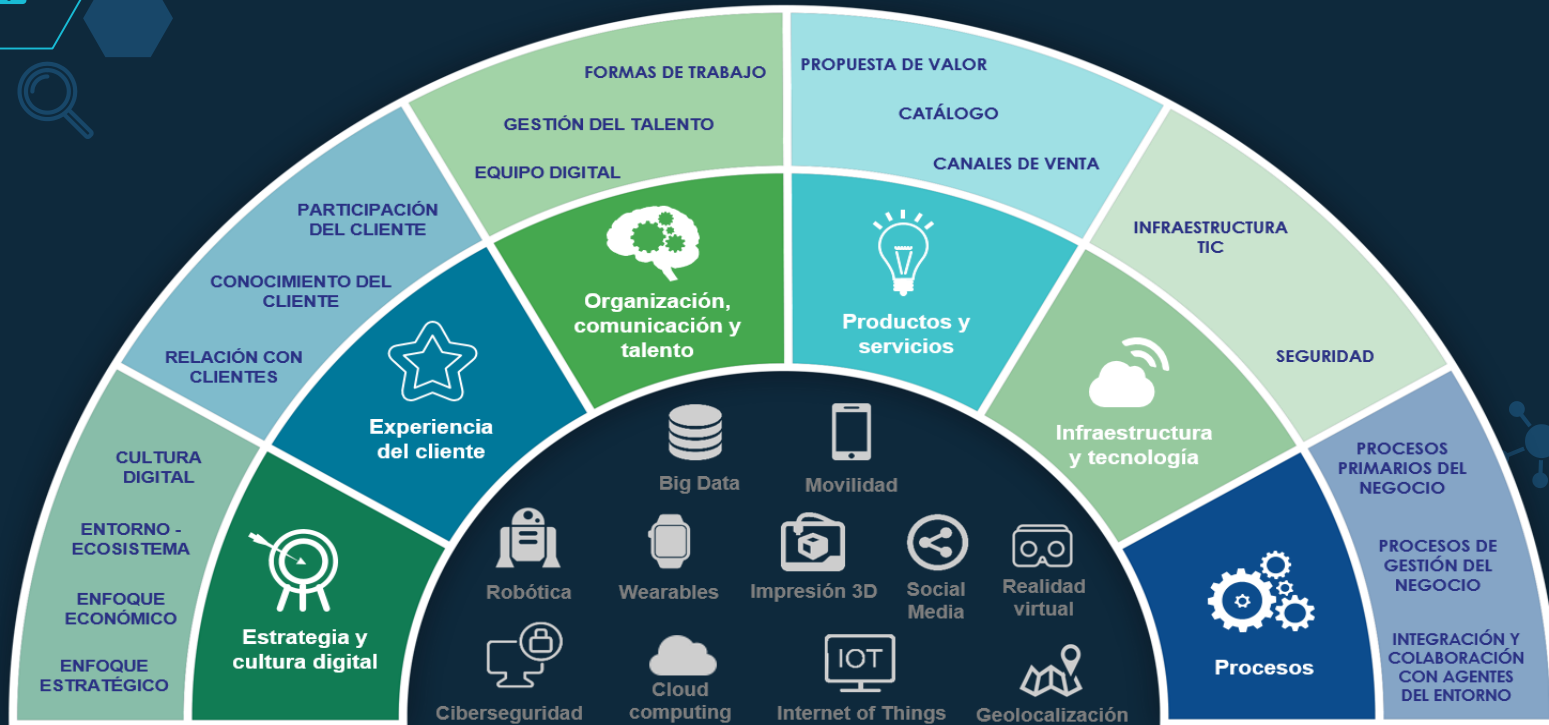 FORMAS DE TRABAJO
GESTIÓN DEL TALENTO
EQUIPO DIGITAL
PROPUESTA DE VALOR
CATÁLOGO
CANALES DE VENTA
PARTICIPACIÓN
DEL CLIENTE
CONOCIMIENTO DEL
CLIENTE
RELACIÓN CON
CLIENTES
INFRAESTRUCTURA
TIC
SEGURIDAD
CULTURA
DIGITAL
ENTORNO -
ECOSISTEMA
ENFOQUE
ECONÓMICO
ENFOQUE
ESTRATÉGICO
PROCESOS
PRIMARIOS DEL
NEGOCIO
PROCESOS DE
GESTIÓN DEL
NEGOCIO
INTEGRACIÓN Y
COLABORACIÓN
CON AGENTES
DEL ENTORNO
Estrategia y
cultura digital
Experiencia
del cliente
Organización,
comunicación y
talento
Productos y
servicios
Infraestructura
y tecnología
Procesos
Big Data
Movilidad
Robótica
Wearables
Impresión 3D
Social
Media
Realidad
virtual
Ciberseguridad
Cloud
computing
IOT
Internet of Things
Geolocalización